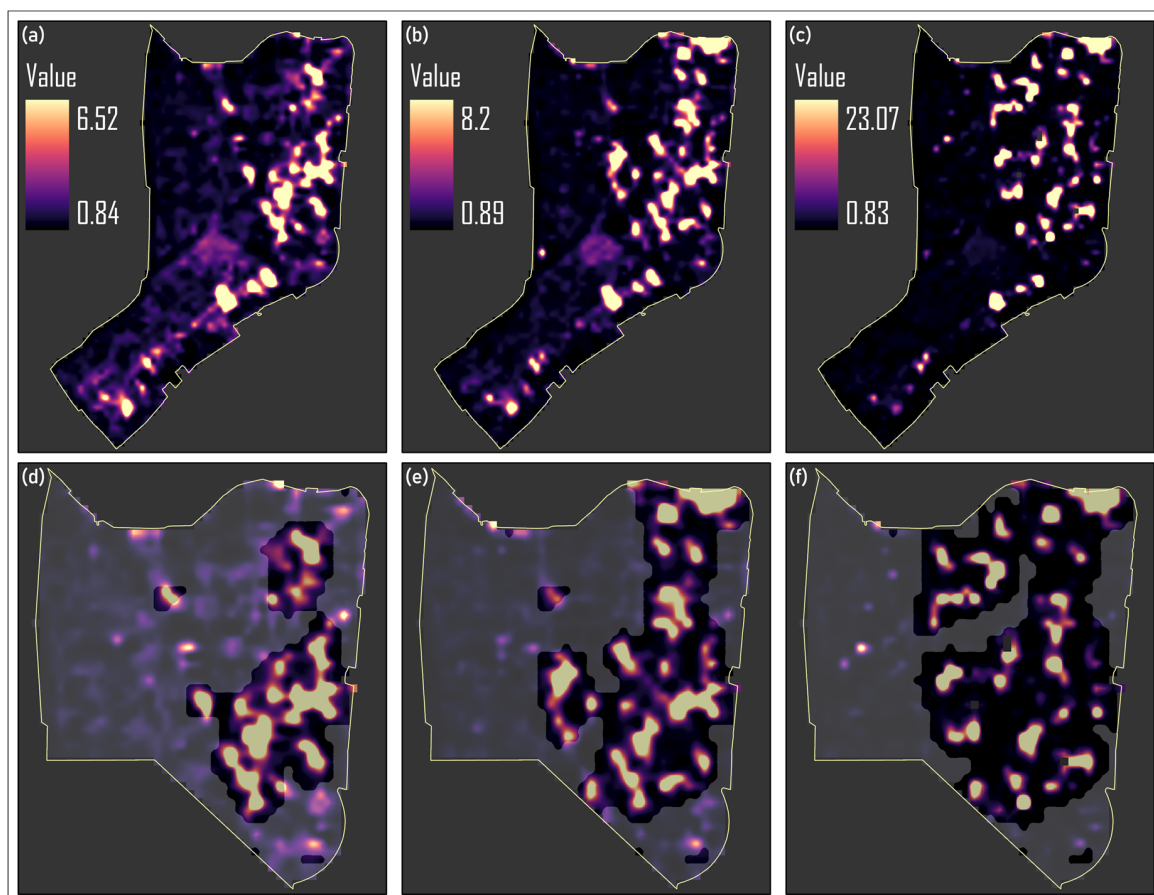 (a)
Value
6.52
0.84
(b)
Value
8.2
0.89
(c)
Value
23.07
0.83
(d)
(e)
(f)